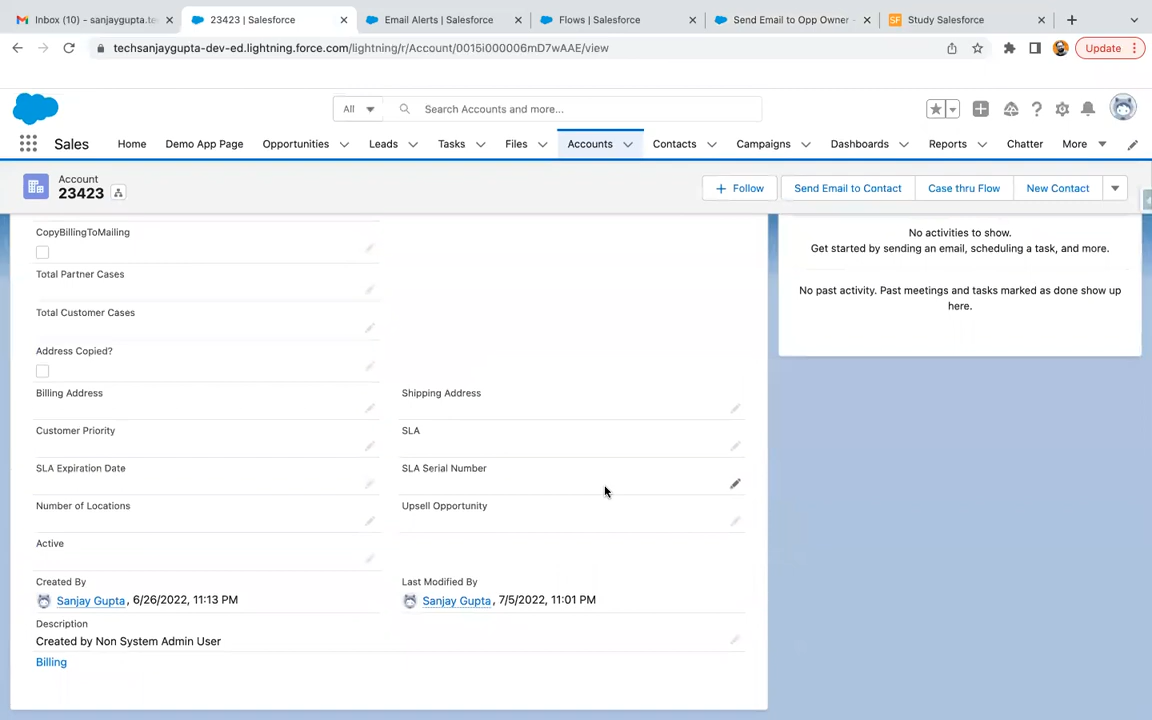 Inbox (10) - sanjaygupta.te
23423 | Salesforce
Email Alerts | Salesforce
Flows | Salesforce
Send Email to Opp Owner -
SF Study Salesforce
techsanjaygupta-dev-ed.lightning.force.com/lightning/r/Account/0015i000006mD7wAAE/view
Update
All
Search Accounts and more...
Sales
Home
Demo App Page
Opportunities
Leads
Tasks
Files
Accounts
Contacts
Campaigns
Dashboards
Reports
Chatter
More
Account
23423
Follow
Send Email to Contact
Case thru Flow
New Contact
CopyBillingToMailing
Total Partner Cases
Total Customer Cases
Address Copied?
Billing Address
Shipping Address
Customer Priority
SLA
SLA Expiration Date
SLA Serial Number
Number of Locations
Upsell Opportunity
Active
Created By
Sanjay Gupta, 6/26/2022, 11:13 PM
Last Modified By
Sanjay Gupta, 7/5/2022, 11:01 PM
Description
Created by Non System Admin User
Billing
No activities to show.
Get started by sending an email, scheduling a task, and more.
No past activity. Past meetings and tasks marked as done show up
here.